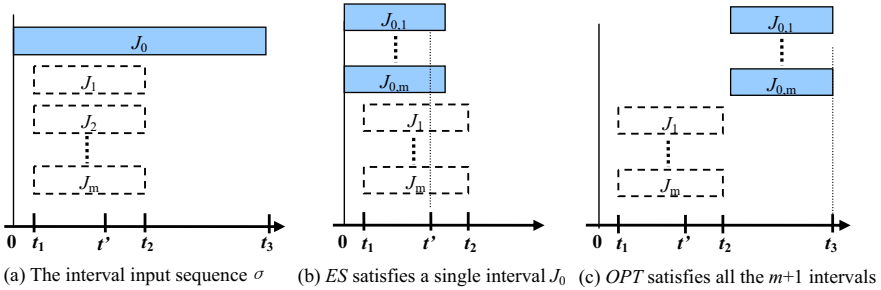 J0
J1
J2
Jm
0 t1 t' t2 t3
(a) The interval input sequence σ
J0,1
J0,m
J1
Jm
0 t1 t' t2
(b) ES satisfies a single interval J0
J0,1
J0,m
J1
Jm
0 t1 t' t2 t3
(c) OPT satisfies all the m+1 intervals